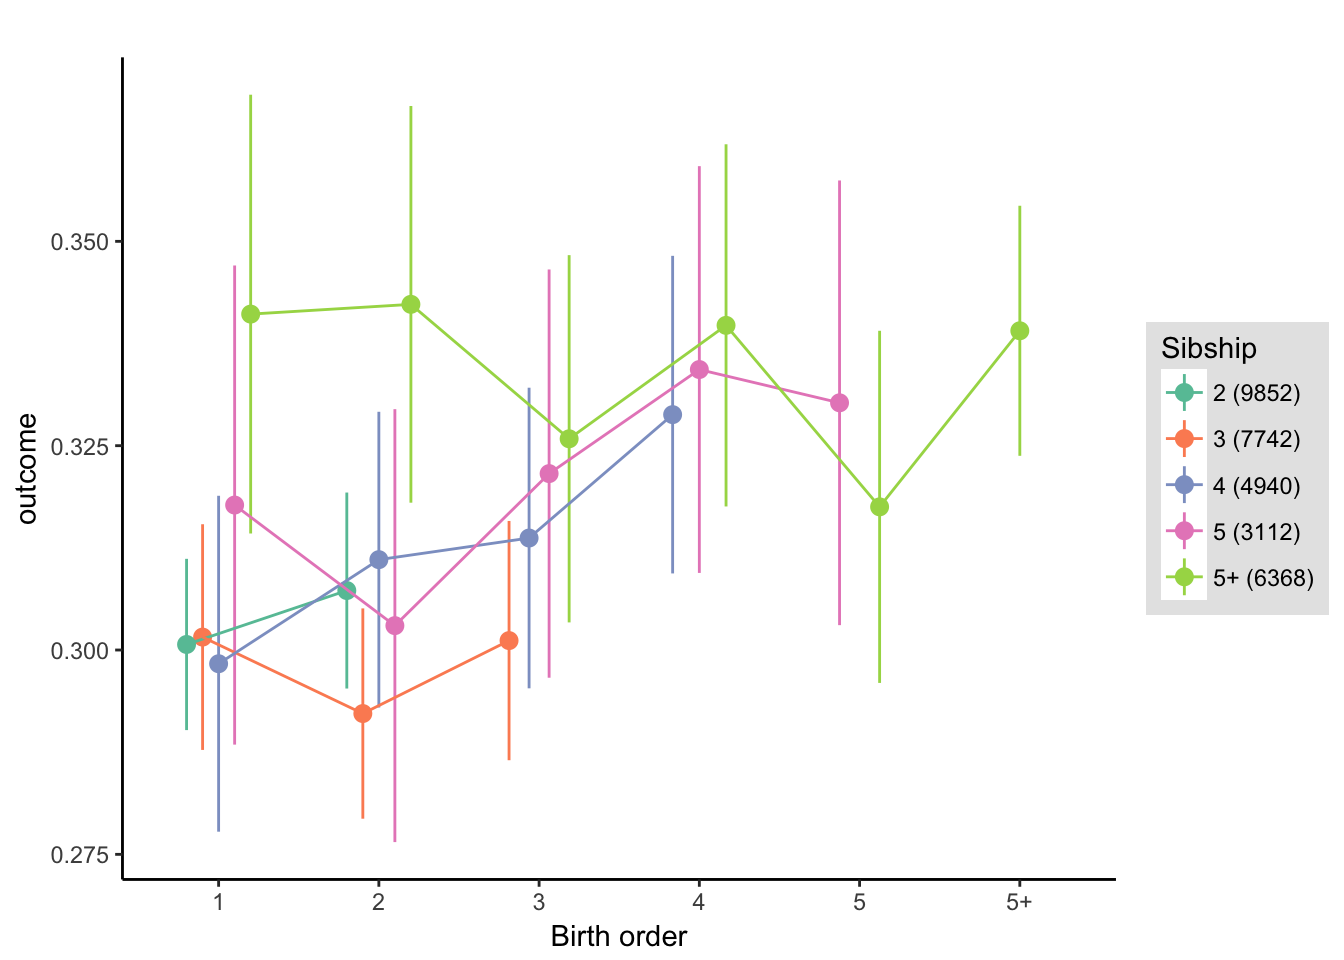 0.350
0.325
0.300
0.275
outcome
1 2 3 4 5 5+
Birth order
Sibship
2 (9852)
3 (7742)
4 (4940)
5 (3112)
5+ (6368)